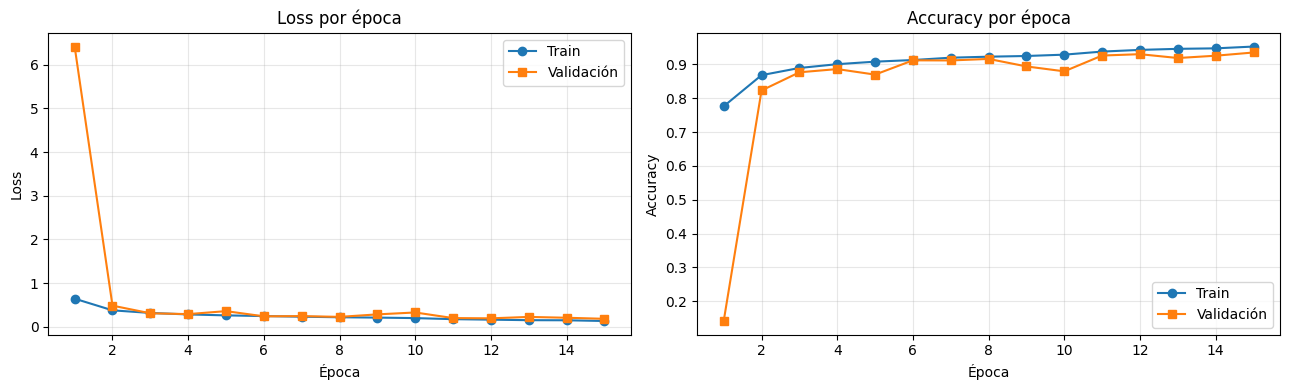 Loss por época
Train
Validación
6
5
4
3
2
1
0
Loss
2
4
6
8
10
12
14
Época
Accuracy por época
0.9
0.8
0.7
0.6
0.5
0.4
0.3
0.2
Accuracy
Train
Validación
2
4
6
8
10
12
14
Época